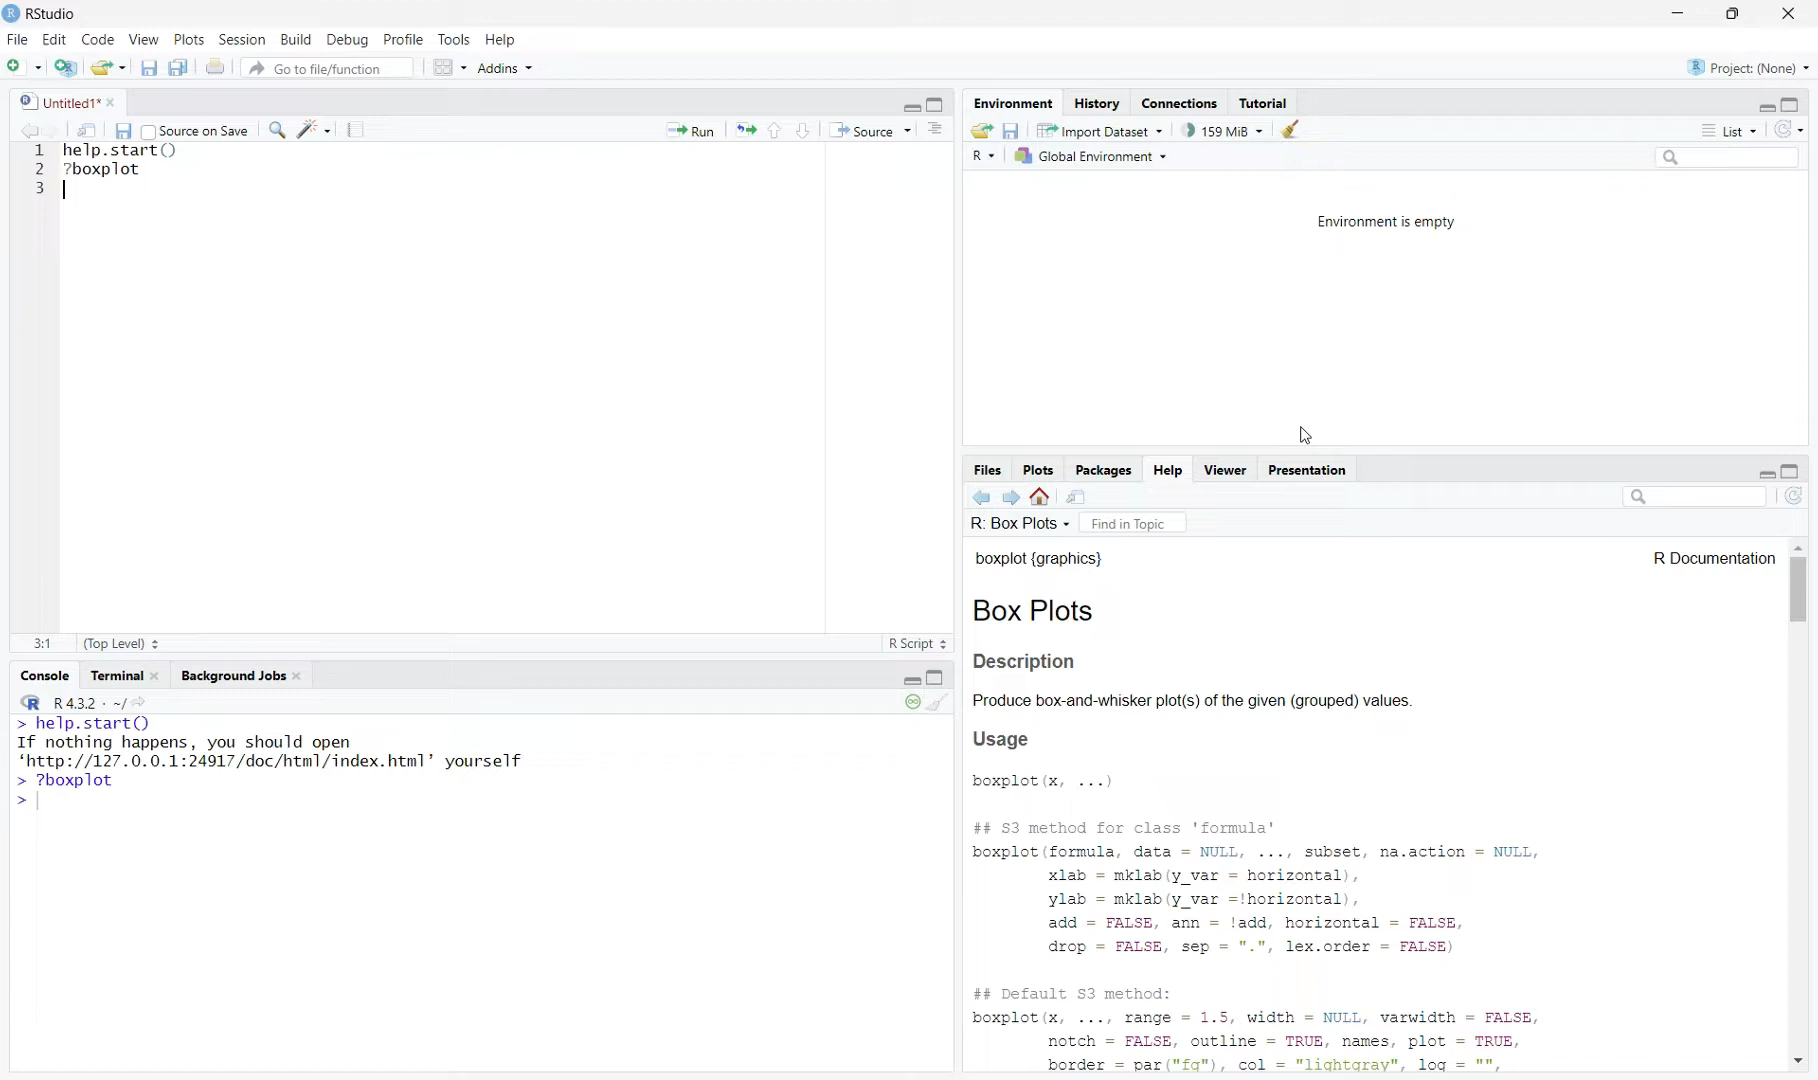 RStudio
File Edit Code View Plots Session Build Debug Profile Tools Help
Go to file/function Addins Project: (None)
Untitled1*
Source on Save Run Source
1 help.start()
2 ?boxplot
3
3:1 (Top Level) R Script
Console Terminal Background Jobs
R 4.3.2 · ~/
> help.start()
If nothing happens, you should open
‘http://127.0.0.1:24917/doc/html/index.html’ yourself
> ?boxplot
>
Environment History Connections Tutorial
Import Dataset 159 MiB List
R Global Environment
Environment is empty
Files Plots Packages Help Viewer Presentation
R: Box Plots Find in Topic
boxplot {graphics} R Documentation
Box Plots
Description
Produce box-and-whisker plot(s) of the given (grouped) values.
Usage
boxplot(x, ...)
## S3 method for class 'formula'
boxplot(formula, data = NULL, ..., subset, na.action = NULL,
xlab = mklab(y_var = horizontal),
ylab = mklab(y_var =!horizontal),
add = FALSE, ann = !add, horizontal = FALSE,
drop = FALSE, sep = ".", lex.order = FALSE)
## Default S3 method:
boxplot(x, ..., range = 1.5, width = NULL, varwidth = FALSE,
notch = FALSE, outline = TRUE, names, plot = TRUE,
border = par("fg"), col = "lightgray", log = "",